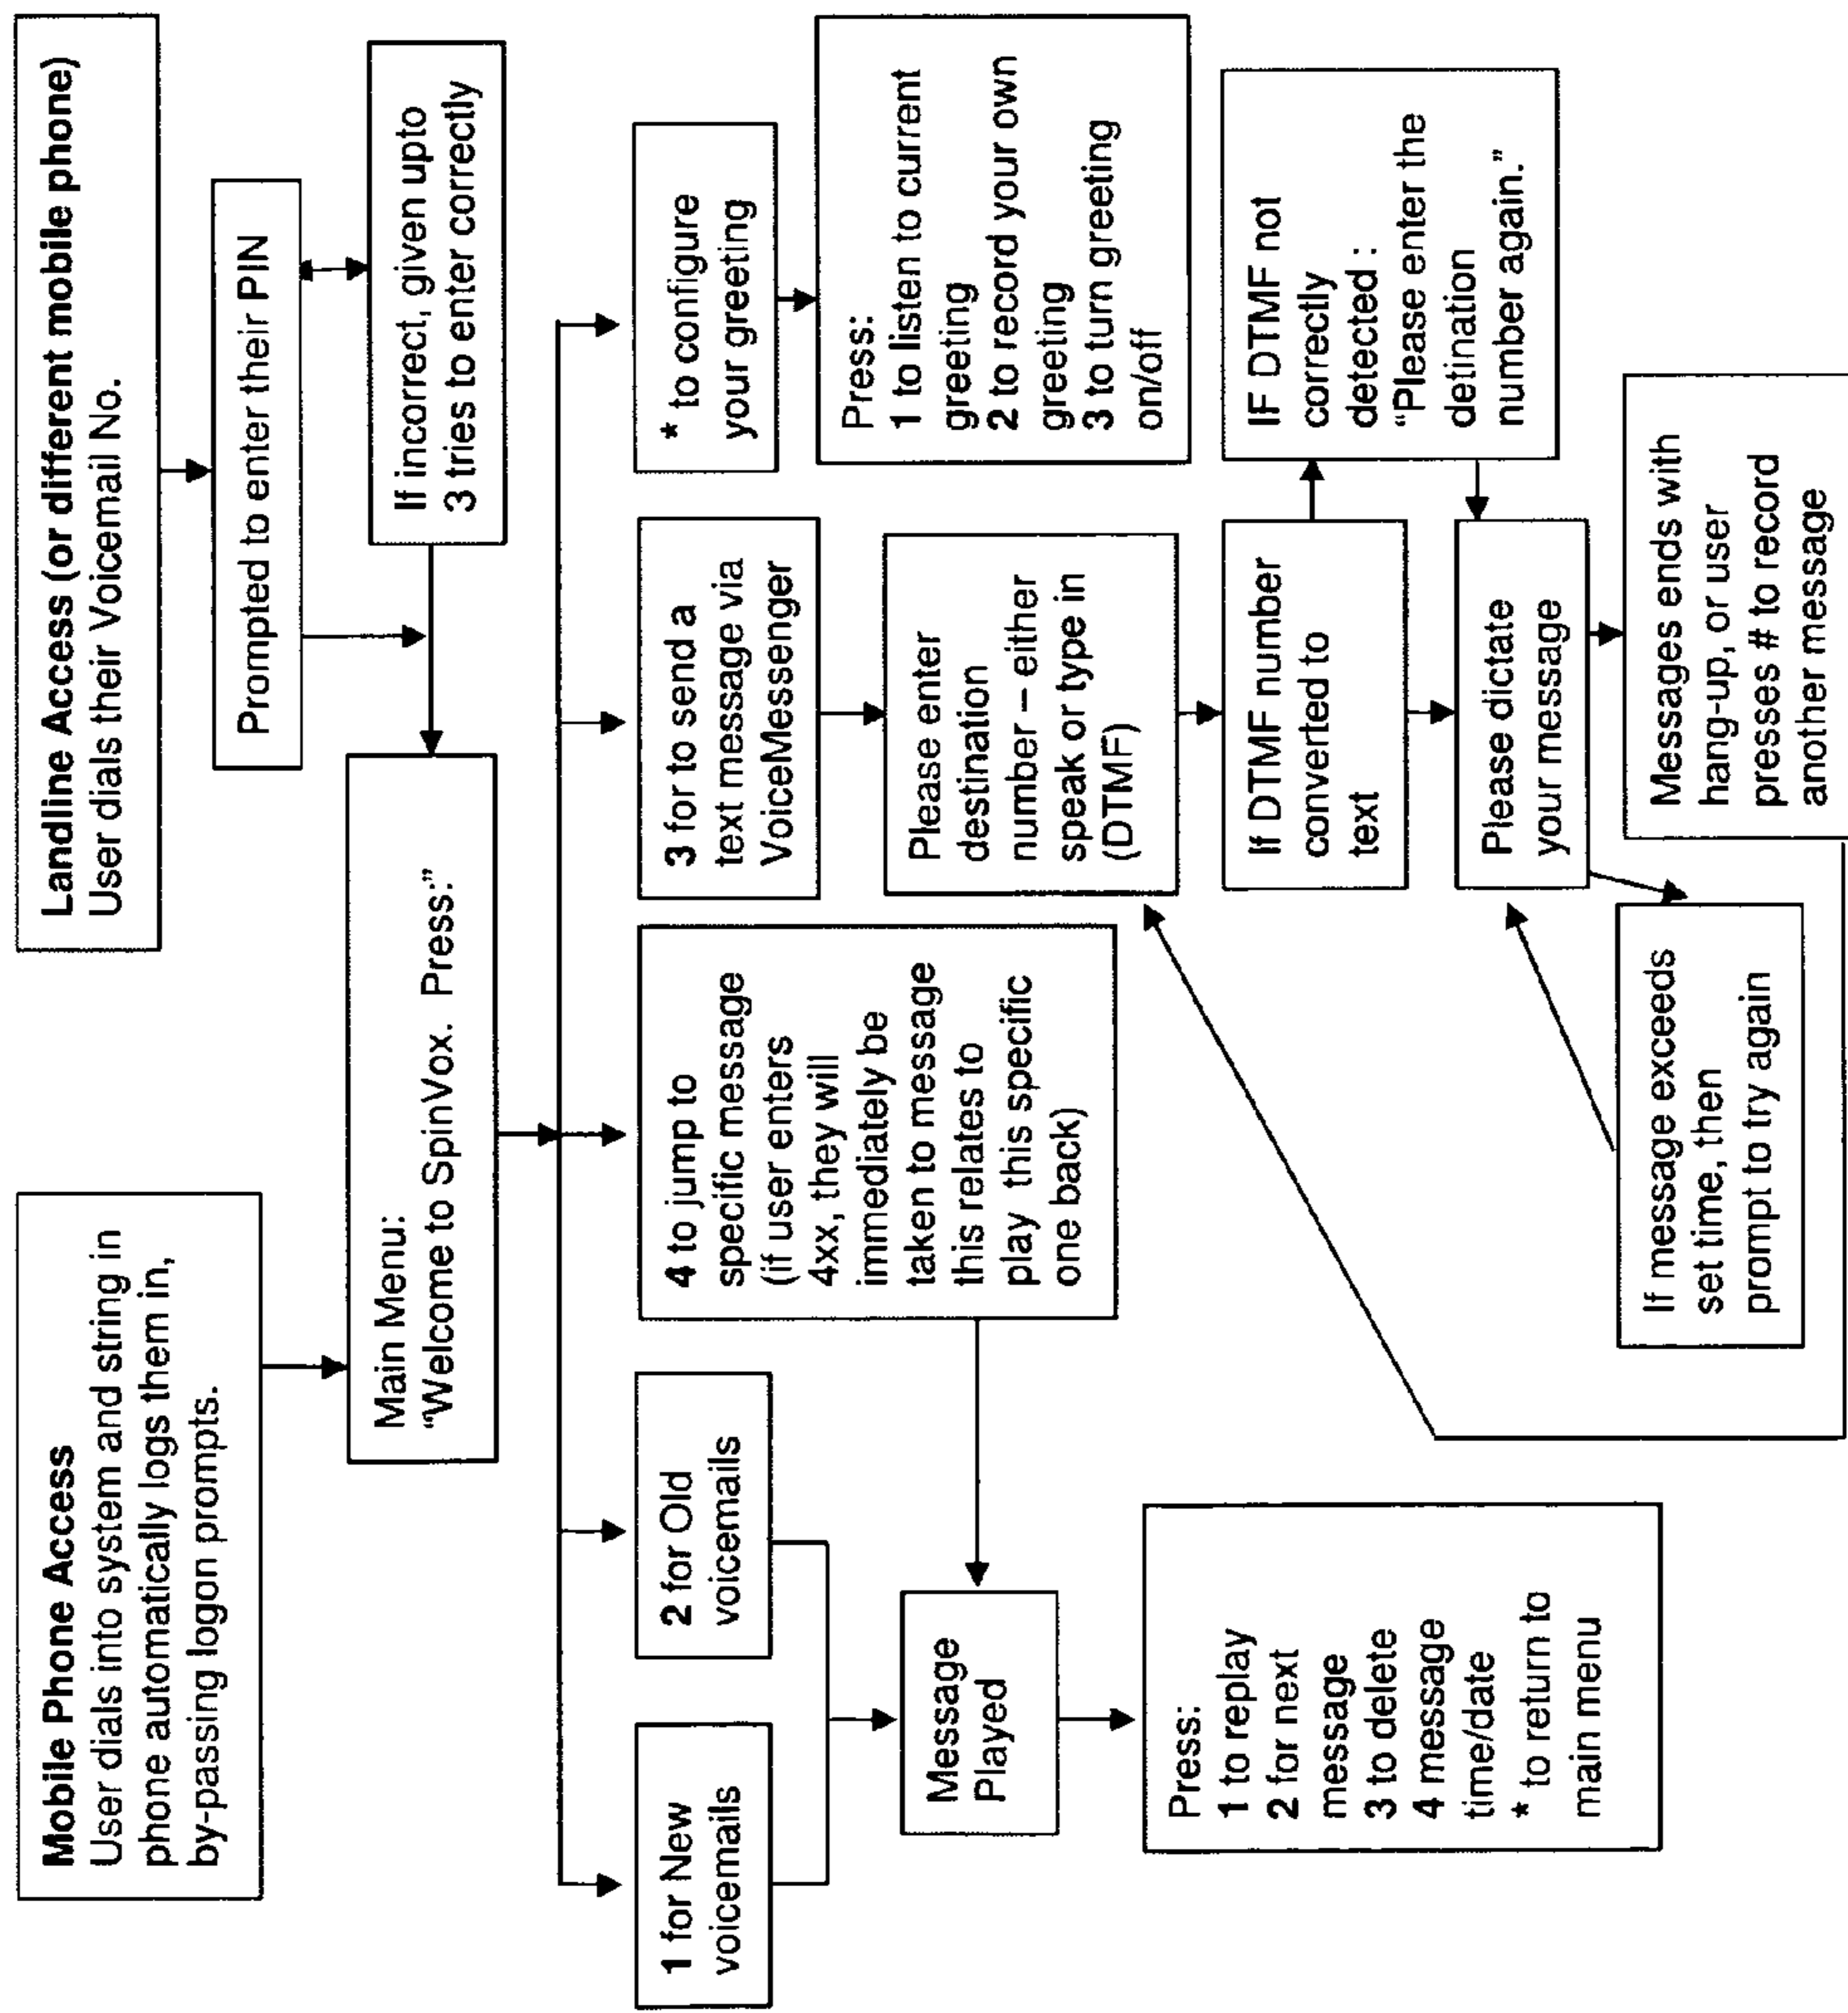 Mobile Phone Access
User dials into system and string in
phone automatically logs them in,
by-passing logon prompts.
Landline Access (or different mobile phone)
User dials their Voicemail No.
Prompted to enter their PIN
If incorrect, given upto
3 tries to enter correctly
Main Menu:
“Welcome to SpinVox. Press:”
1 for New
voicemails
2 for Old
voicemails
4 to jump to
specific message
(if user enters
4xx, they will
immediately be
taken to message
this relates to
play this specific
one back)
3 for to send a
text message via
VoiceMessenger
* to configure
your greeting
Message
Played
Press:
1 to replay
2 for next
message
3 to delete
4 message
time/date
* to return to
main menu
Please enter
destination
number – either
speak or type in
(DTMF)
Press:
1 to listen to current
greeting
2 to record your own
greeting
3 to turn greeting
on/off
If DTMF number
converted to
text
IF DTMF not
correctly
detected :
“Please enter the
detination
number again.”
Please dictate
your message
If message exceeds
set time, then
prompt to try again
Messages ends with
hang-up, or user
presses # to record
another message